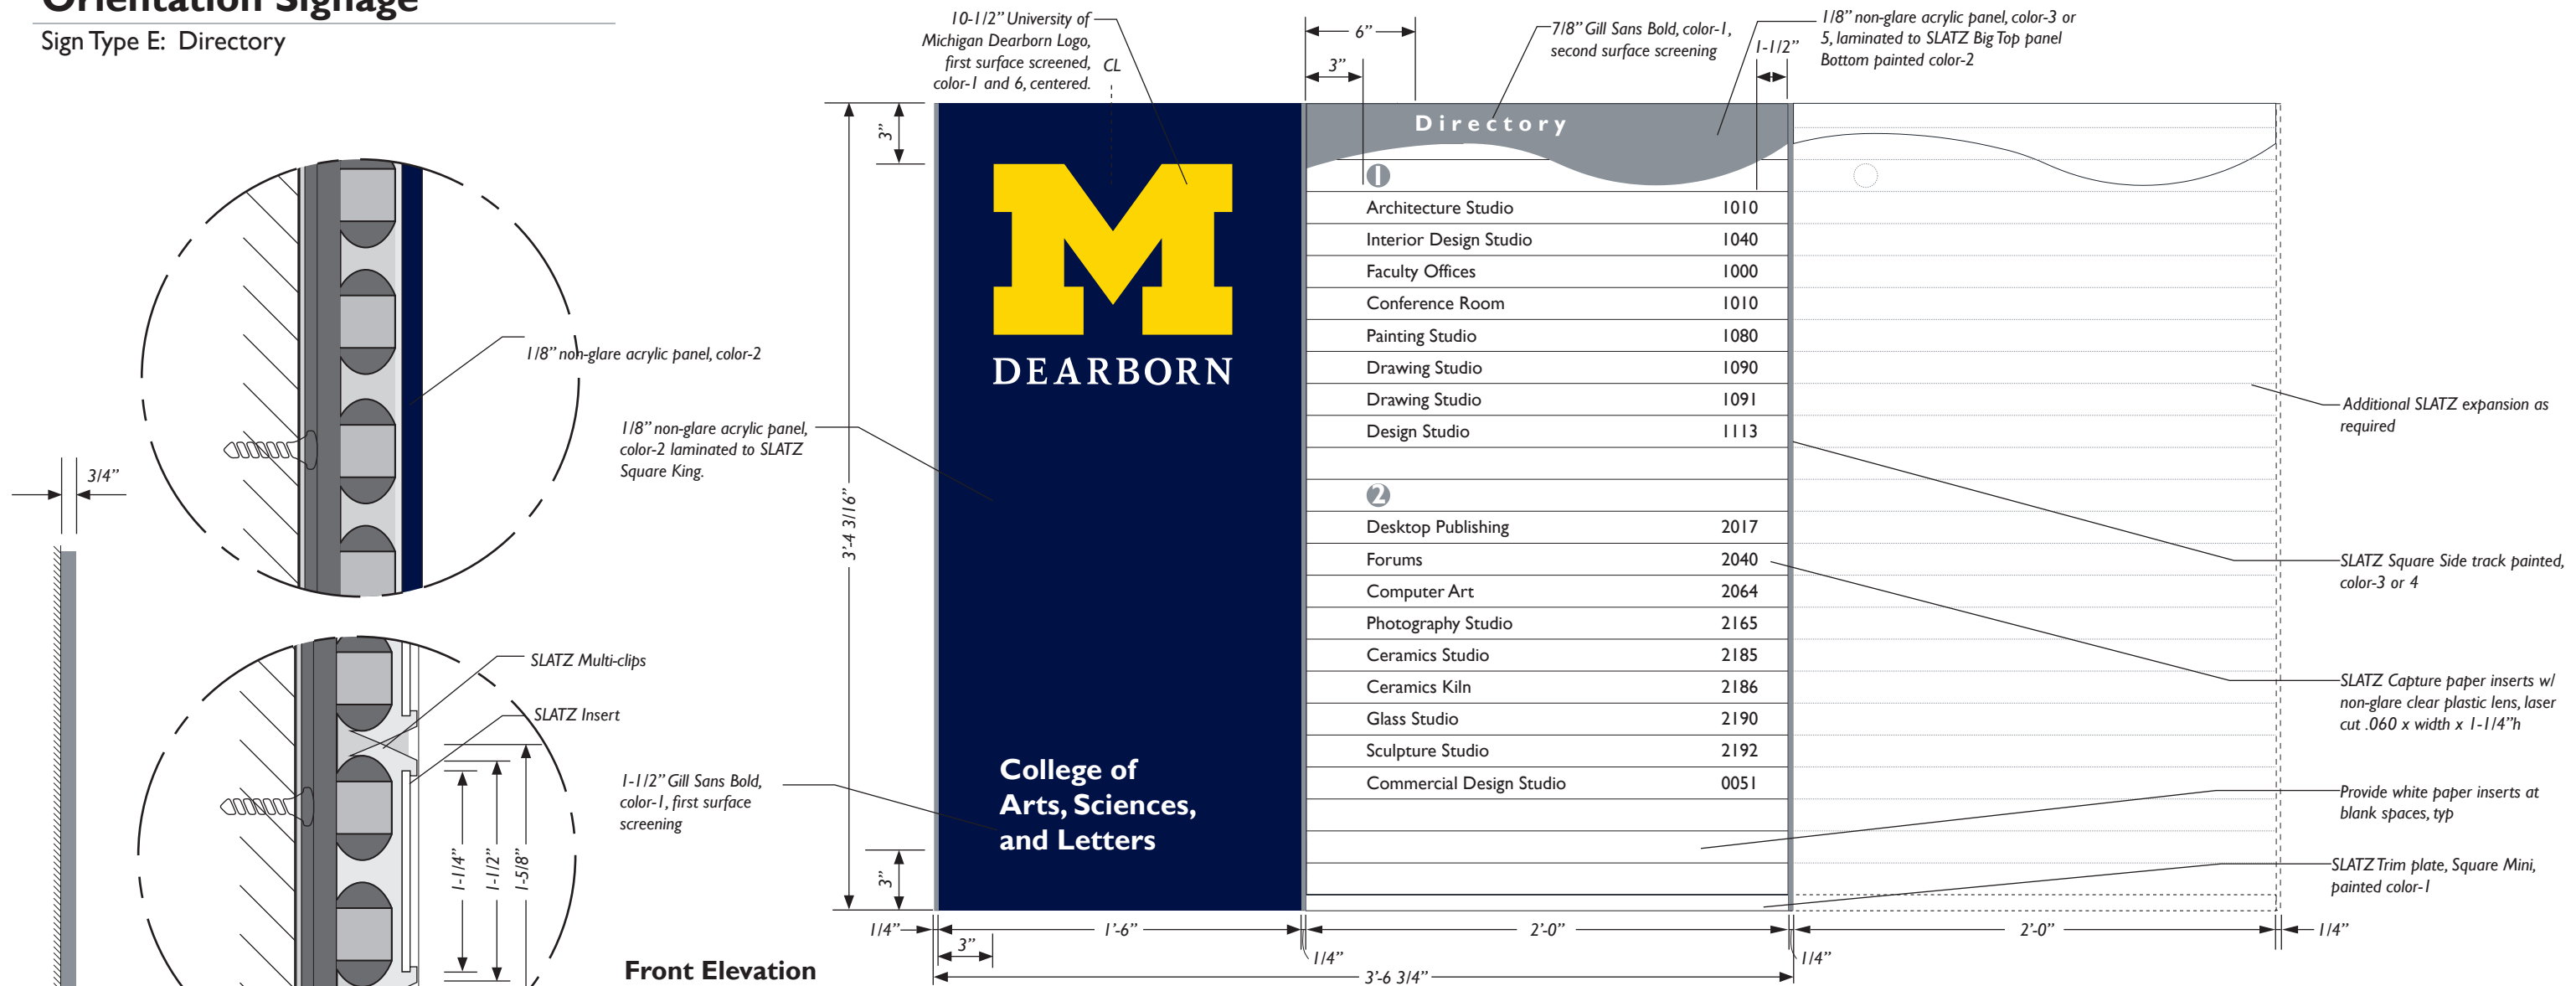 Orientation Signage
Sign Type E: Directory
10-1/2” University of
Michigan Dearborn Logo,
first surface screened,
color-1 and 6, centered.
CL
6”
3”
7/8” Gill Sans Bold, color-1,
second surface screening
1-1/2”
1/8” non-glare acrylic panel, color-3 or
5, laminated to SLATZ Big Top panel
Bottom painted color-2
3”
M
DEARBORN
College of
Arts, Sciences,
and Letters
Directory
1
Architecture Studio 1010
Interior Design Studio 1040
Faculty Offices 1000
Conference Room 1010
Painting Studio 1080
Drawing Studio 1090
Drawing Studio 1091
Design Studio 1113
2
Desktop Publishing 2017
Forums 2040
Computer Art 2064
Photography Studio 2165
Ceramics Studio 2185
Ceramics Kiln 2186
Glass Studio 2190
Sculpture Studio 2192
Commercial Design Studio 0051
1/8” non-glare acrylic panel, color-2
1/8” non-glare acrylic panel,
color-2 laminated to SLATZ
Square King.
3/4”
3’-4 3/16”
SLATZ Multi-clips
SLATZ Insert
1-1/4”
1-1/2”
1-5/8”
1-1/2” Gill Sans Bold,
color-1, first surface
screening
3”
Additional SLATZ expansion as
required
SLATZ Square Side track painted,
color-3 or 4
SLATZ Capture paper inserts w/
non-glare clear plastic lens, laser
cut .060 x width x 1-1/4”h
Provide white paper inserts at
blank spaces, typ
SLATZ Trim plate, Square Mini,
painted color-1
1/4”
1’-6”
2’-0”
2’-0”
1/4”
3”
1/4”
1/4”
3’-6 3/4”
Front Elevation